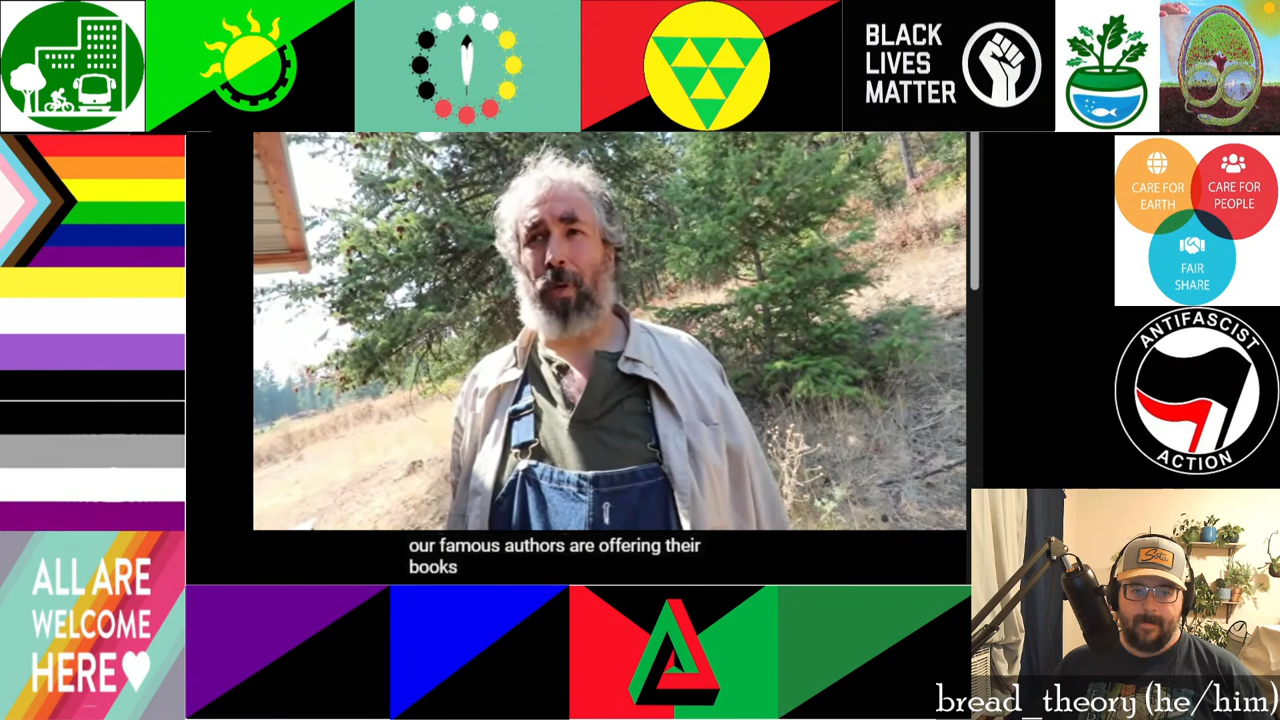 BLACK
LIVES
MATTER
CARE FOR
EARTH
CARE FOR
PEOPLE
FAIR
SHARE
ANTIFASCIST
ACTION
our famous authors are offering their
books
ALL ARE
WELCOME
HERE
Sota
bread_theory (he/him)